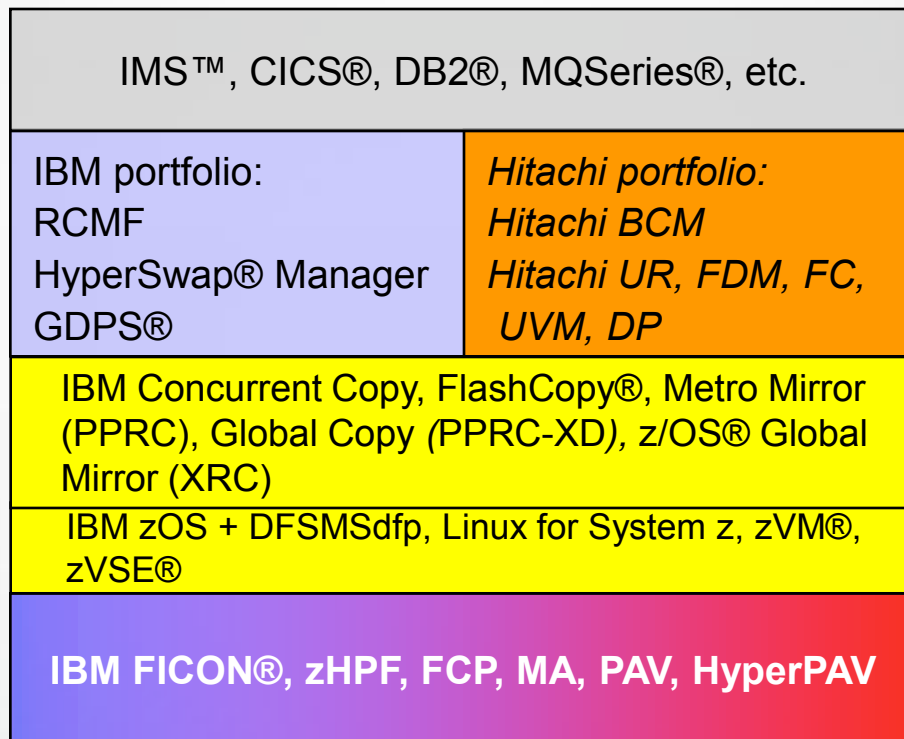 IMS™, CICS®, DB2®, MQSeries®, etc.
IBM portfolio:
RCMF
HyperSwap® Manager
GDPS®
Hitachi portfolio:
Hitachi BCM
Hitachi UR, FDM, FC,
UVM, DP
IBM Concurrent Copy, FlashCopy®, Metro Mirror
(PPRC), Global Copy (PPRC-XD), z/OS® Global
Mirror (XRC)
IBM zOS + DFSMSdfp, Linux for System z, zVM®,
zVSE®
IBM FICON®, zHPF, FCP, MA, PAV, HyperPAV